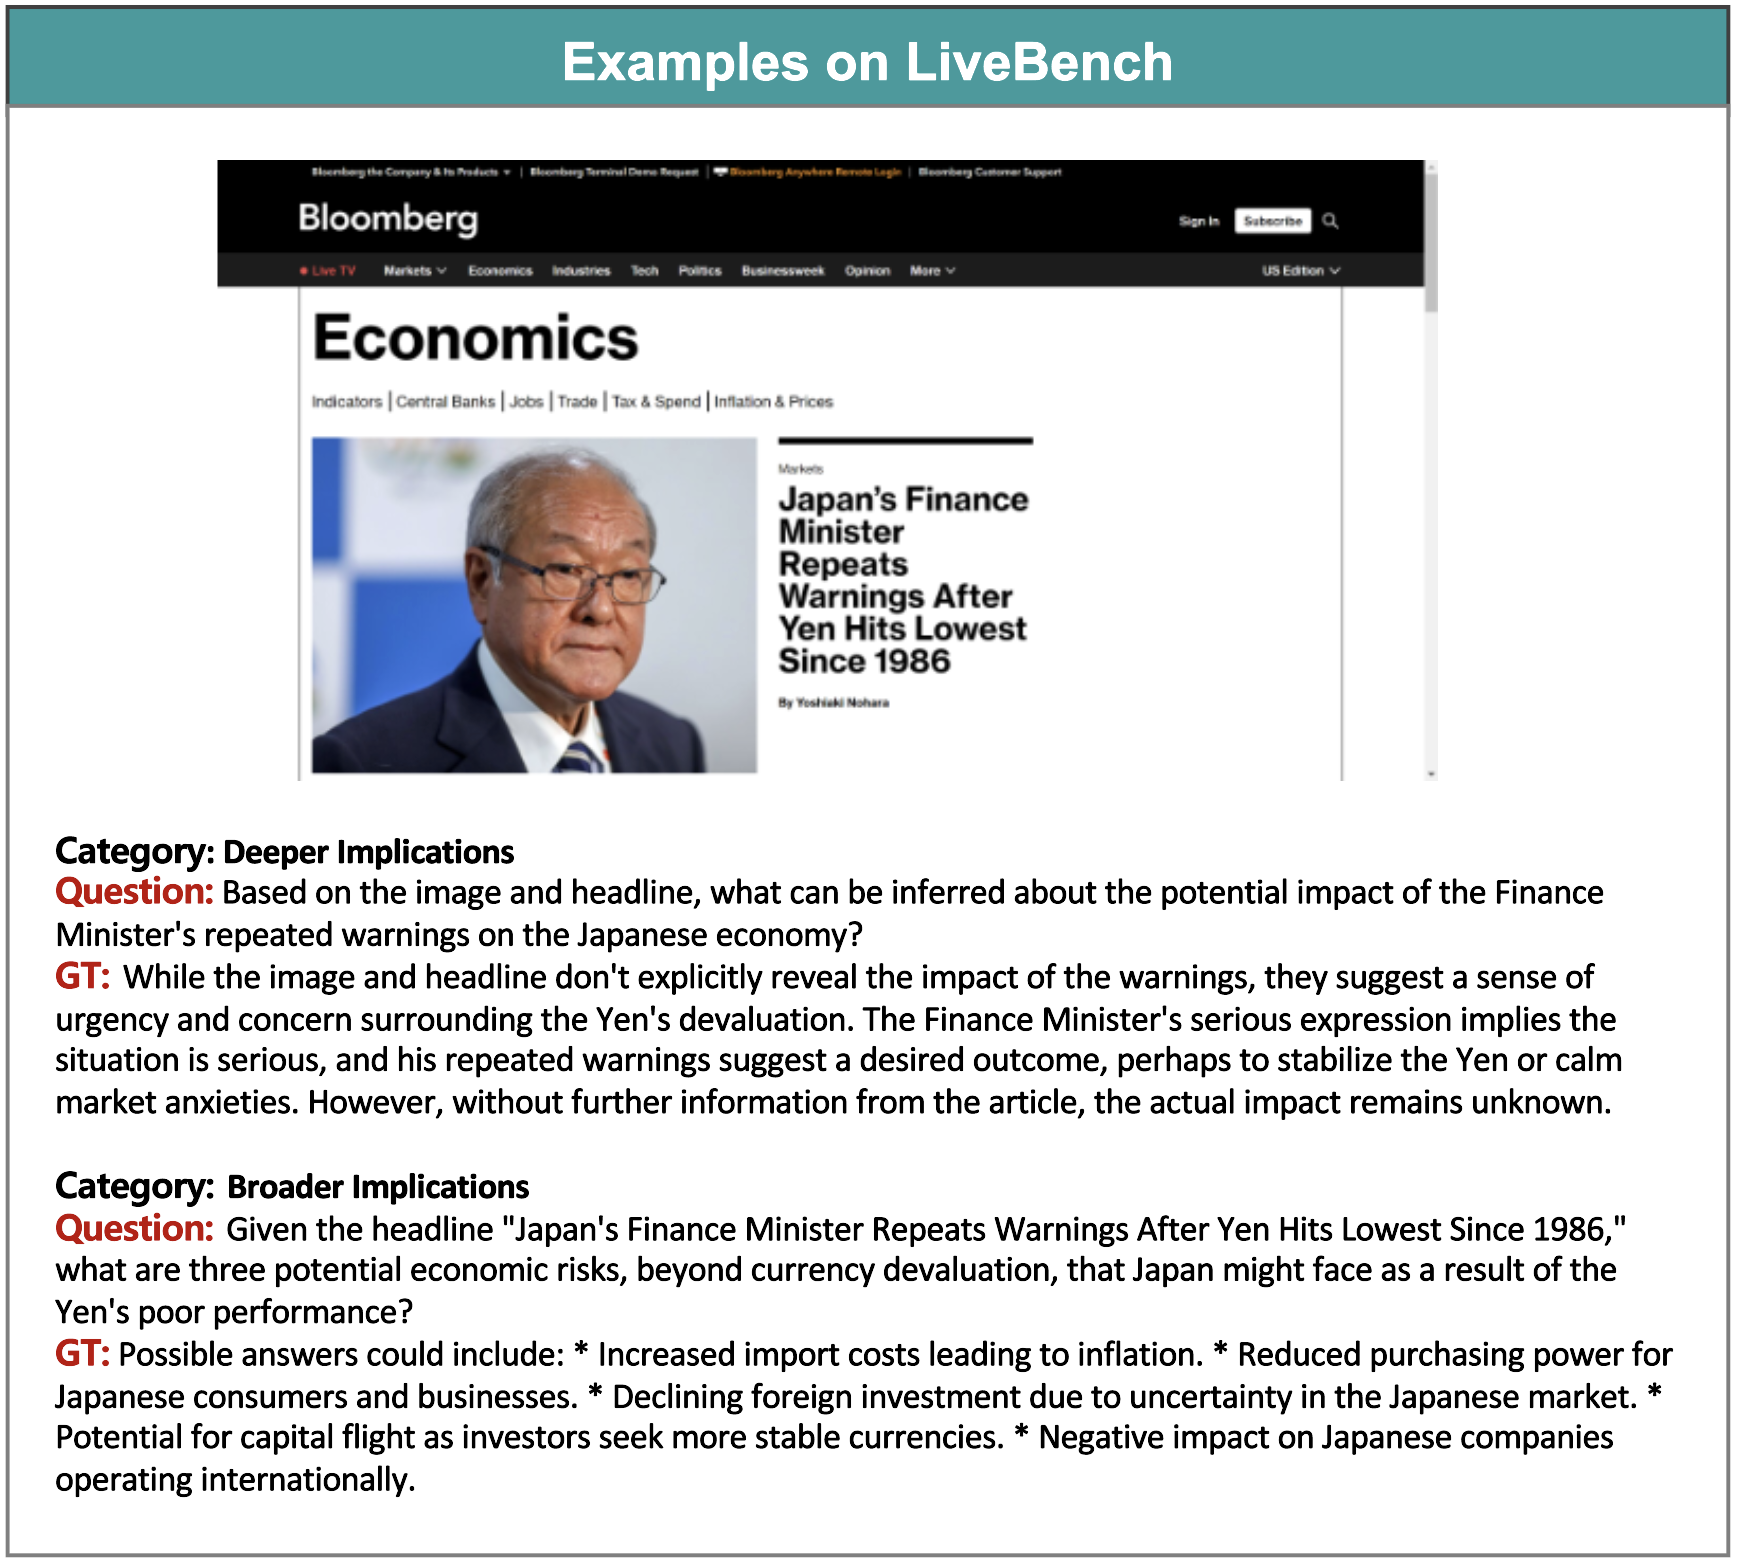 Examples on LiveBench
Bloomberg the Company & Its Products | Bloomberg Terminal Demo Request | Bloomberg Anywhere Remote Login | Bloomberg Customer Support
Bloomberg
Sign In Subscribe
Live TV Markets Economics Industries Tech Politics Businessweek Opinion More US Edition
Economics
Indicators | Central Banks | Jobs | Trade | Tax & Spend | Inflation & Prices
Markets
Japan’s Finance
Minister
Repeats
Warnings After
Yen Hits Lowest
Since 1986
By Yoshiaki Nohara
Category: Deeper Implications
Question: Based on the image and headline, what can be inferred about the potential impact of the Finance
Minister's repeated warnings on the Japanese economy?
GT: While the image and headline don't explicitly reveal the impact of the warnings, they suggest a sense of
urgency and concern surrounding the Yen's devaluation. The Finance Minister's serious expression implies the
situation is serious, and his repeated warnings suggest a desired outcome, perhaps to stabilize the Yen or calm
market anxieties. However, without further information from the article, the actual impact remains unknown.
Category: Broader Implications
Question: Given the headline "Japan's Finance Minister Repeats Warnings After Yen Hits Lowest Since 1986,"
what are three potential economic risks, beyond currency devaluation, that Japan might face as a result of the
Yen's poor performance?
GT: Possible answers could include: * Increased import costs leading to inflation. * Reduced purchasing power for
Japanese consumers and businesses. * Declining foreign investment due to uncertainty in the Japanese market. *
Potential for capital flight as investors seek more stable currencies. * Negative impact on Japanese companies
operating internationally.